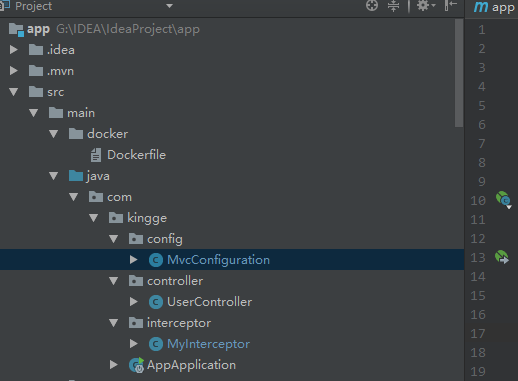 Project
app
app G:\IDEA\IdeaProject\app
.idea
.mvn
src
main
docker
Dockerfile
java
com
kingge
config
MvcConfiguration
controller
UserController
interceptor
MyInterceptor
AppApplication
1
2
3
4
5
6
7
8
9
10
11
12
13
14
15
16
17
18
19